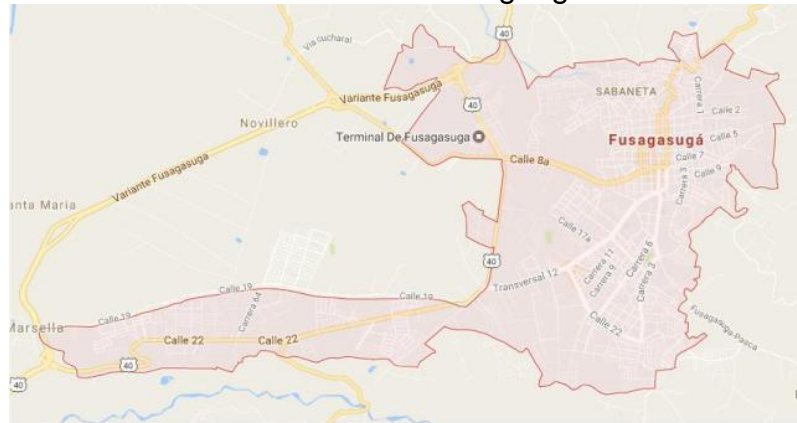 40
Via cucharal
Variante Fusagasuga
40
SABANETA
Carrera 1
Calle 2
Novillero
Terminal De Fusagasuga
Fusagasugá
Calle 5
Calle 8a
Calle 7
Carrera 3
Calle 9
Variante Fusagasuga
anta Maria
Calle 17a
Carrera 11
Carrera 9
Carrera 6
Carrera 3
40
Transversal 12
Calle 19
Calle 19
Calle 19
Carrera 64
Marsella
Calle 22
Calle 22
Calle 22
Fusagasuga-Pasca
40
40